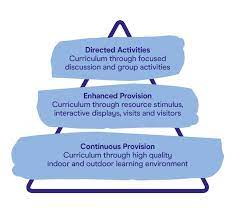 Directed Activities
Curriculum through focused
discussion and group activities
Enhanced Provision
Curriculum through resource stimulus,
interactive displays, visits and visitors
Continuous Provision
Curriculum through high quality
indoor and outdoor learning environment